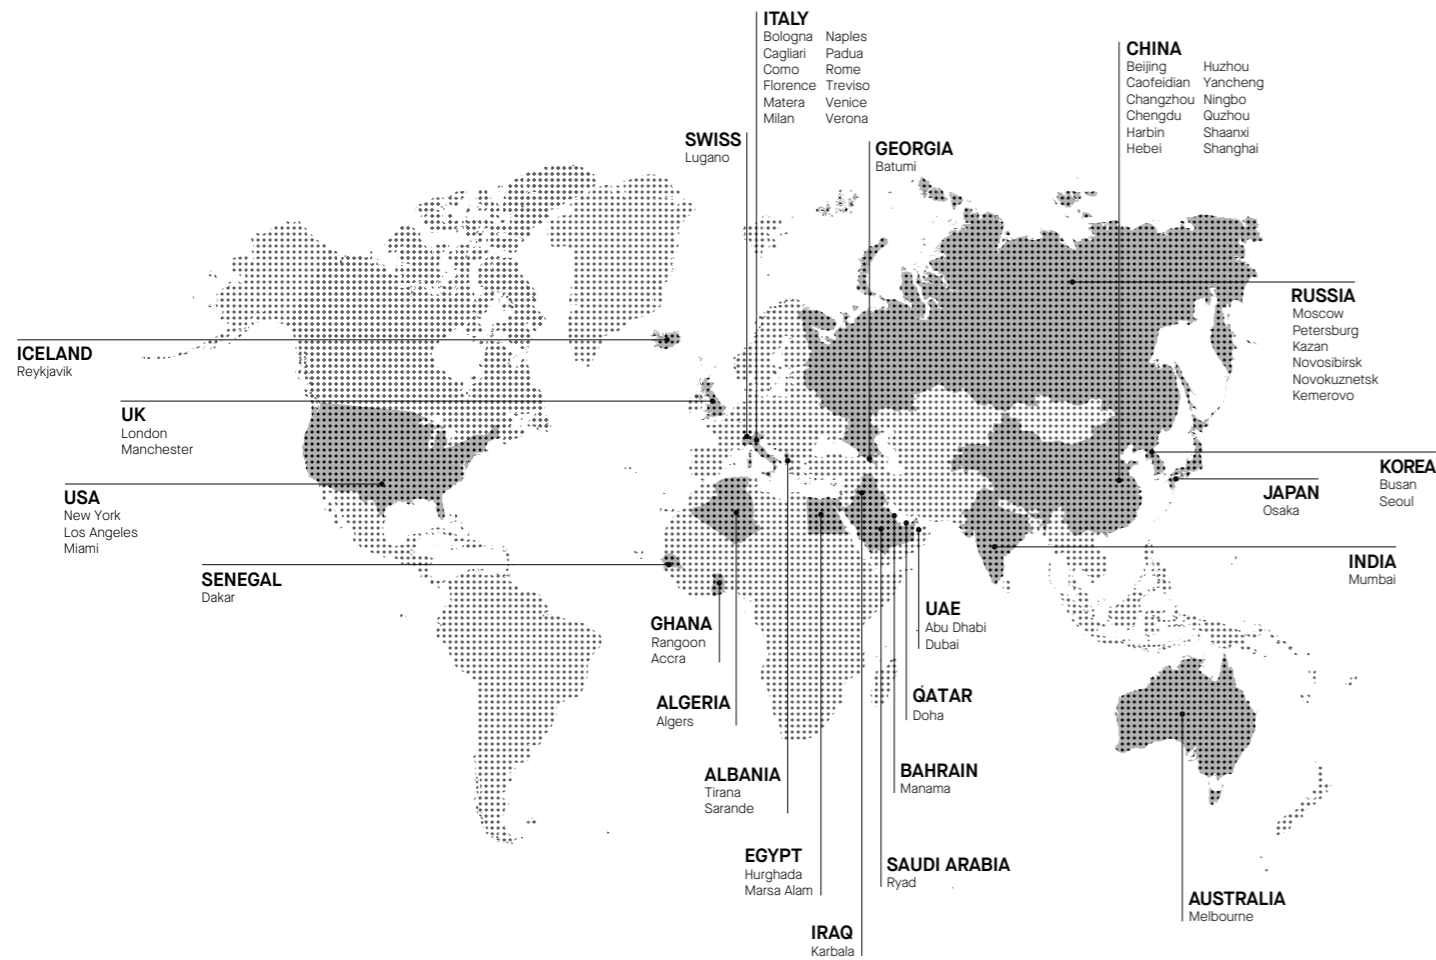 ITALY
Bologna Naples
Cagliari Padua
Como Rome
Florence Treviso
Matera Venice
Milan Verona
CHINA
Beijing Huzhou
Caofeidian Yancheng
Changzhou Ningbo
Chengdu Quzhou
Harbin Shaanxi
Hebei Shanghai
SWISS
Lugano
GEORGIA
Batumi
RUSSIA
Moscow
Petersburg
Kazan
Novosibirsk
Novokuznetsk
Kemerovo
ICELAND
Reykjavik
UK
London
Manchester
KOREA
Busan
Seoul
USA
New York
Los Angeles
Miami
JAPAN
Osaka
INDIA
Mumbai
SENEGAL
Dakar
GHANA
Rangoon
Accra
UAE
Abu Dhabi
Dubai
ALGERIA
Algers
QATAR
Doha
ALBANIA
Tirana
Sarande
BAHRAIN
Manama
EGYPT
Hurghada
Marsa Alam
SAUDI ARABIA
Ryad
IRAQ
Karbala
AUSTRALIA
Melbourne